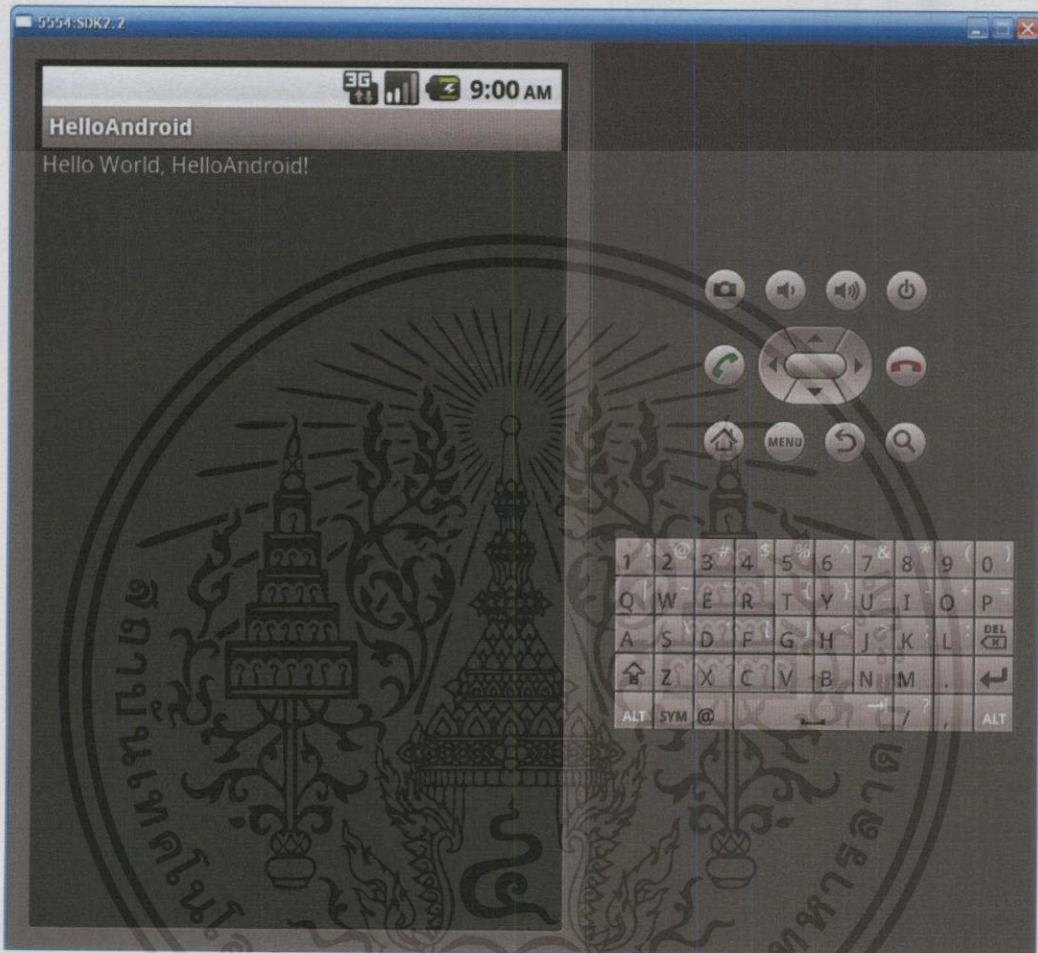 5554:SDK2.2
3G 9:00 AM
HelloAndroid
Hello World, HelloAndroid!
MENU
1 ! 2 @ 3 # 4 $ 5 % 6 ^ 7 & 8 * 9 ( 0 )
Q W E R T Y U I O P
A S D F G H J K L DEL
Z X C V B N M .
ALT SYM @ / ? , ALT